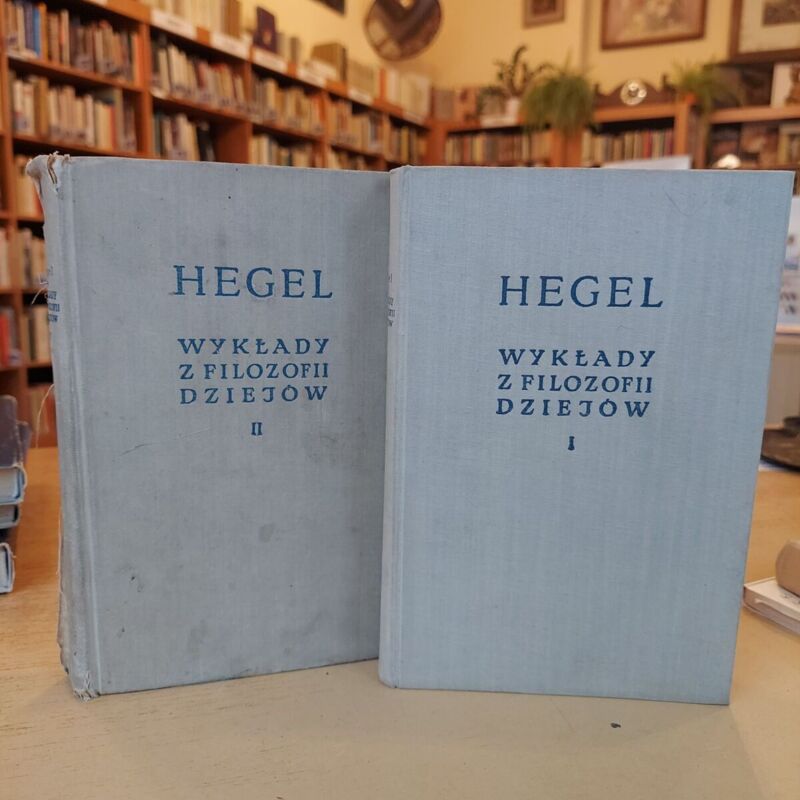 HEGEL
WYKŁADY
Z FILOZOFII
DZIEJÓW
II
HEGEL
WYKŁADY
Z FILOZOFII
DZIEJÓW
I